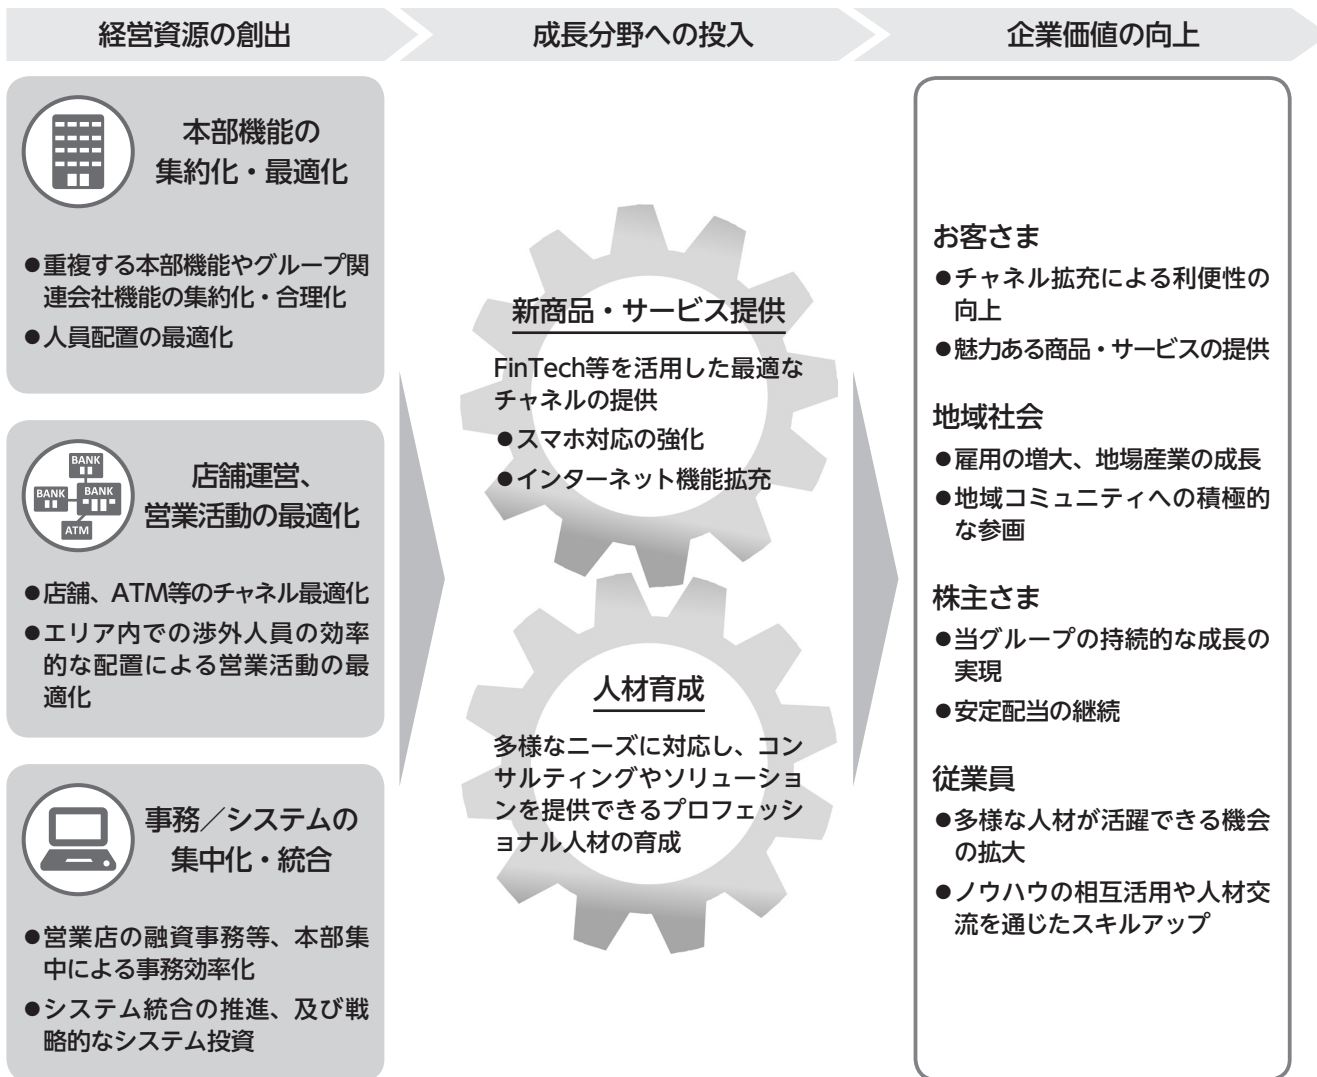 経営資源の創出
成長分野への投入
企業価値の向上
本部機能の
集約化・最適化
●重複する本部機能やグループ関
連会社機能の集約化・合理化
●人員配置の最適化
BANK
BANK
BANK
ATM
店舗運営、
営業活動の最適化
●店舗、ATM等のチャネル最適化
●エリア内での渉外人員の効率
的な配置による営業活動の最
適化
事務／システムの
集中化・統合
●営業店の融資事務等、本部集
中による事務効率化
●システム統合の推進、及び戦
略的なシステム投資
新商品・サービス提供
FinTech等を活用した最適な
チャネルの提供
●スマホ対応の強化
●インターネット機能拡充
人材育成
多様なニーズに対応し、コン
サルティングやソリューショ
ンを提供できるプロフェッシ
ョナル人材の育成
お客さま
●チャネル拡充による利便性の
向上
●魅力ある商品・サービスの提供
地域社会
●雇用の増大、地場産業の成長
●地域コミュニティへの積極的
な参画
株主さま
●当グループの持続的な成長の
実現
●安定配当の継続
従業員
●多様な人材が活躍できる機会
の拡大
●ノウハウの相互活用や人材交
流を通じたスキルアップ